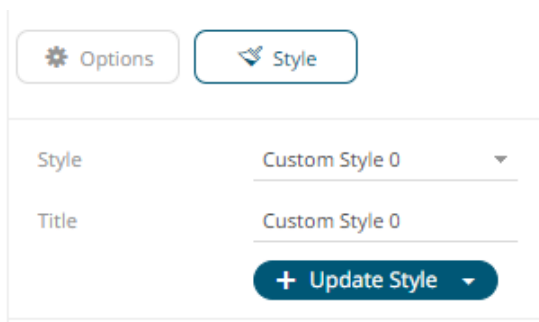 Options Style
Style Custom Style 0
Title Custom Style 0
+ Update Style